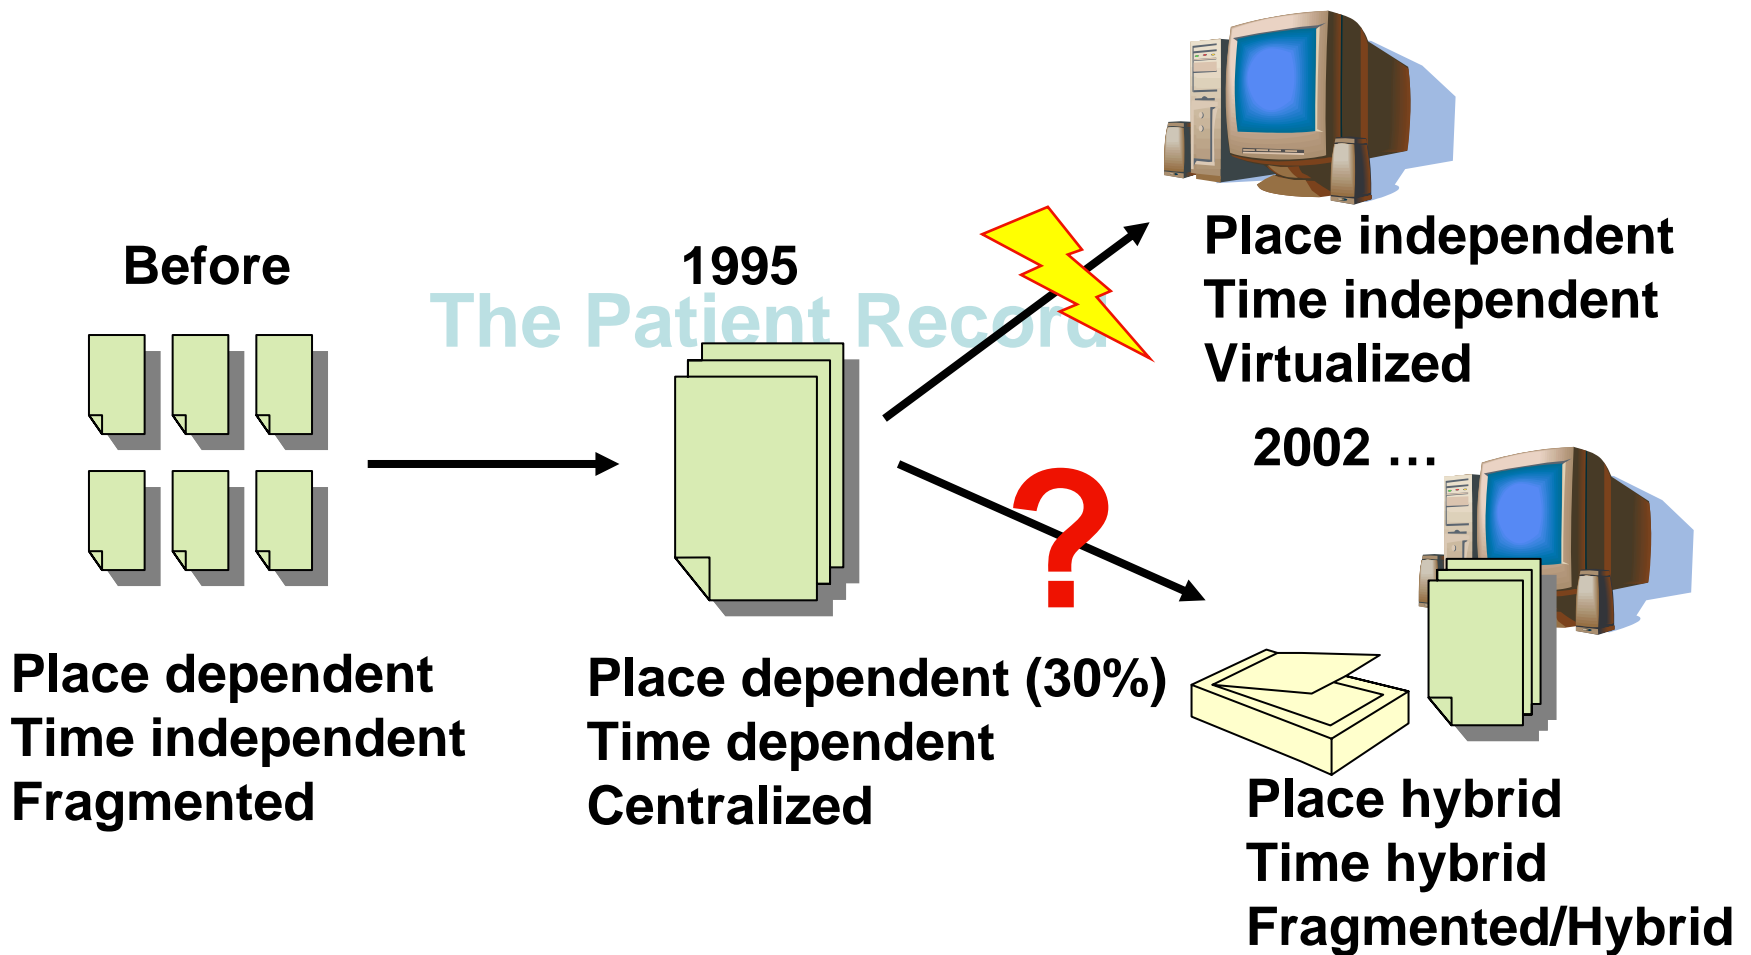 The Patient Record
Before
Place dependent
Time independent
Fragmented
1995
Place dependent (30%)
Time dependent
Centralized
Place independent
Time independent
Virtualized
2002 …
?
Place hybrid
Time hybrid
Fragmented/Hybrid